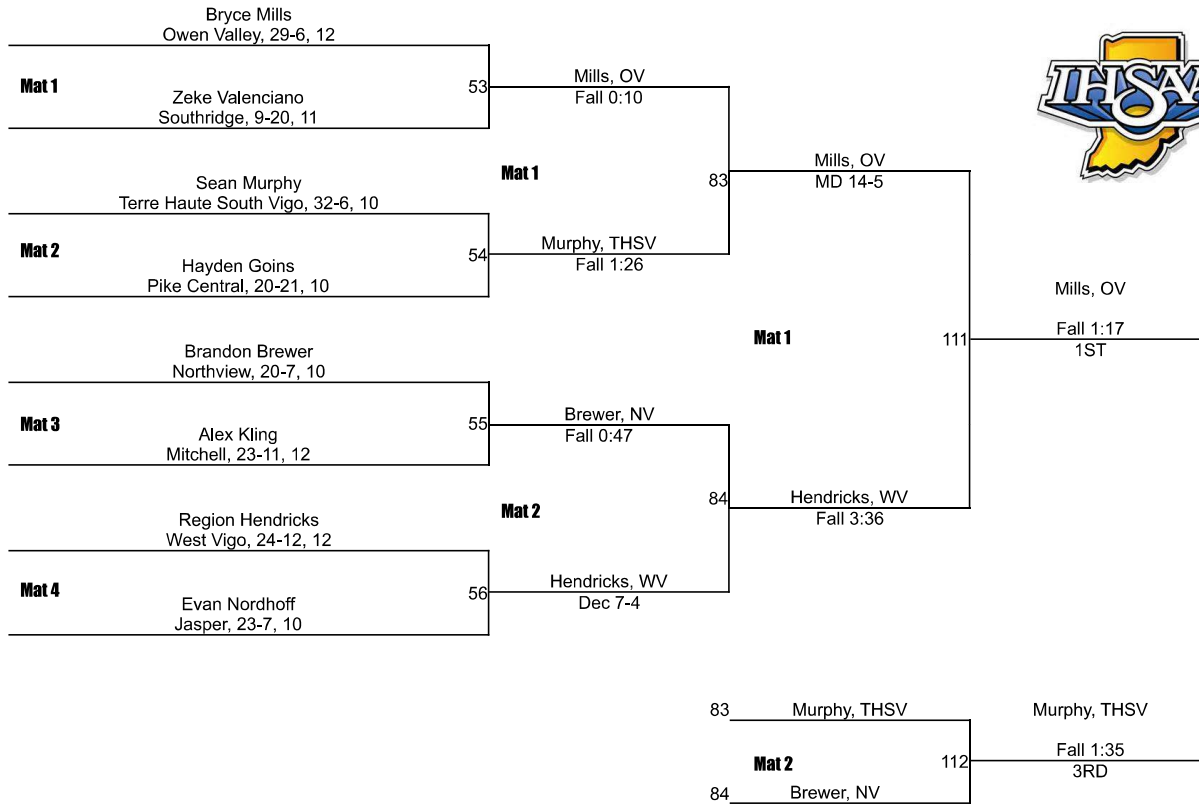 Bryce Mills
Owen Valley, 29-6, 12
Mat 1
53
Zeke Valenciano
Southridge, 9-20, 11
Mills, OV
Fall 0:10
Sean Murphy
Terre Haute South Vigo, 32-6, 10
Mat 2
54
Hayden Goins
Pike Central, 20-21, 10
Murphy, THSV
Fall 1:26
Mat 1
83
Mills, OV
MD 14-5
Brandon Brewer
Northview, 20-7, 10
Mat 3
55
Alex Kling
Mitchell, 23-11, 12
Brewer, NV
Fall 0:47
Region Hendricks
West Vigo, 24-12, 12
Mat 4
56
Evan Nordhoff
Jasper, 23-7, 10
Hendricks, WV
Dec 7-4
Mat 2
84
Hendricks, WV
Fall 3:36
Mat 1
111
Mills, OV
Fall 1:17
1ST
IHSAA
83
Murphy, THSV
Mat 2
112
84
Brewer, NV
Murphy, THSV
Fall 1:35
3RD